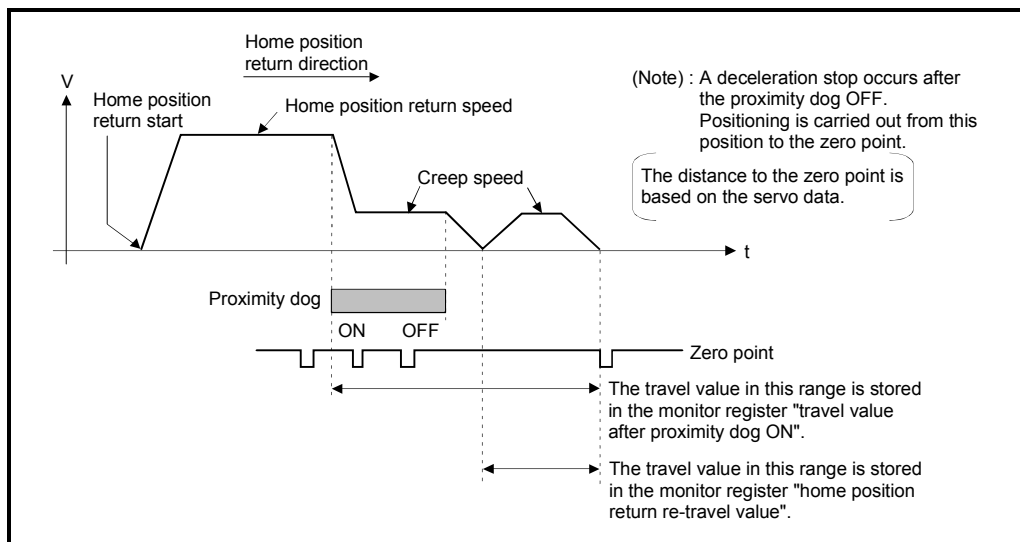 Home position
return direction
V
Home position
return start
Home position return speed
(Note) : A deceleration stop occurs after
the proximity dog OFF.
Positioning is carried out from this
position to the zero point.
The distance to the zero point is
based on the servo data.
Creep speed
t
Proximity dog
ON OFF
Zero point
The travel value in this range is stored
in the monitor register "travel value
after proximity dog ON".
The travel value in this range is stored
in the monitor register "home position
return re-travel value".